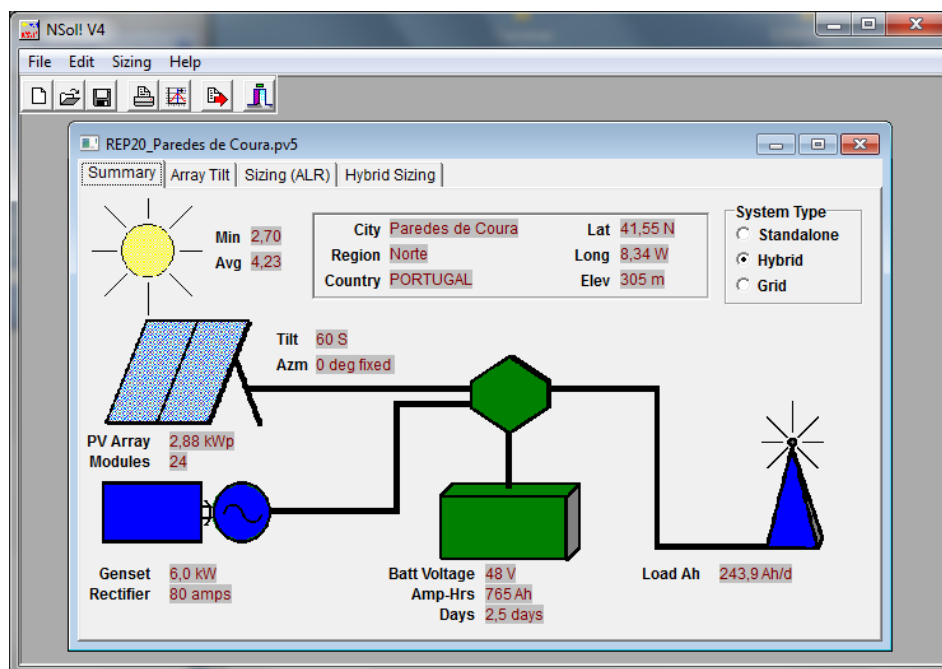 NSol! V4
File Edit Sizing Help
REP20_Paredes de Coura.pv5
Summary Array Tilt Sizing (ALR) Hybrid Sizing
Min 2,70
Avg 4,23
City Paredes de Coura Lat 41,55 N
Region Norte Long 8,34 W
Country PORTUGAL Elev 305 m
System Type
Standalone
Hybrid
Grid
Tilt 60 S
Azm 0 deg fixed
PV Array 2,88 kWp
Modules 24
Genset 6,0 kW
Rectifier 80 amps
Batt Voltage 48 V
Amp-Hrs 765 Ah
Days 2,5 days
Load Ah 243,9 Ah/d